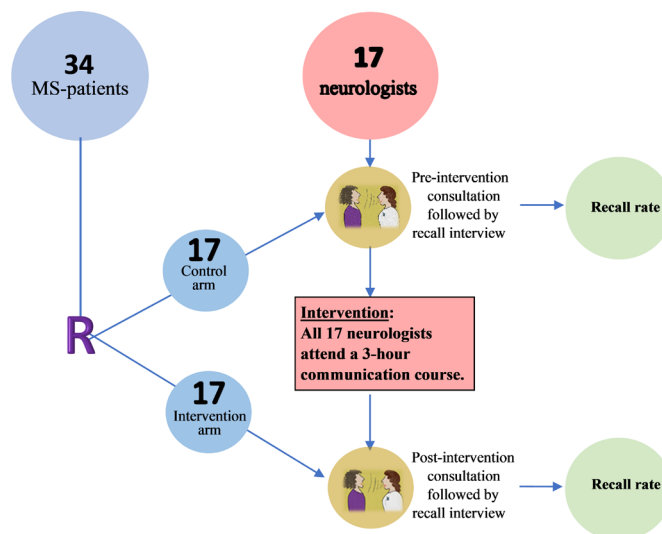 34
MS-patients
17
neurologists
Pre-intervention
consultation
followed by
recall interview
Recall rate
17
Control
arm
R
Intervention:
All 17 neurologists
attend a 3-hour
communication course.
17
Intervention
arm
Post-intervention
consultation
followed by
recall interview
Recall rate